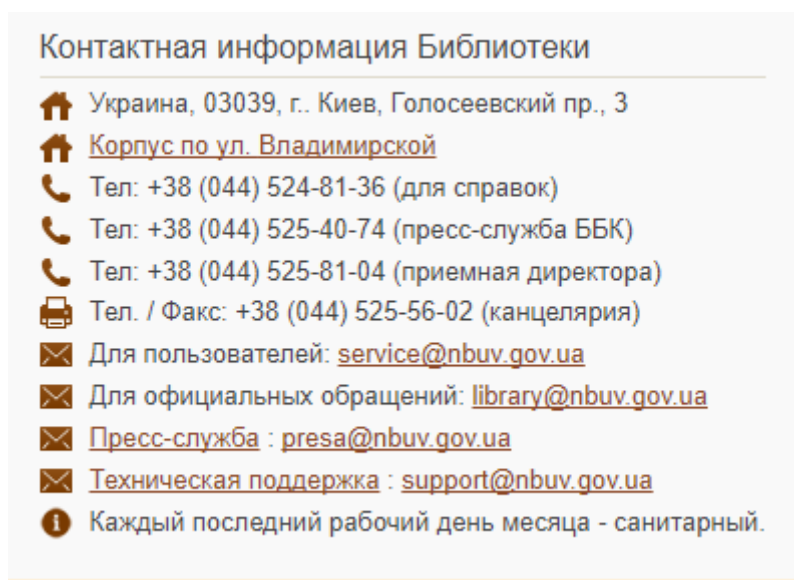 Контактная информация Библиотеки
Украина, 03039, г.. Киев, Голосеевский пр., 3
Корпус по ул. Владимирской
Тел: +38 (044) 524-81-36 (для справок)
Тел: +38 (044) 525-40-74 (пресс-служба ББК)
Тел: +38 (044) 525-81-04 (приемная директора)
Тел. / Факс: +38 (044) 525-56-02 (канцелярия)
Для пользователей: service@nbuv.gov.ua
Для официальных обращений: library@nbuv.gov.ua
Пресс-служба : presa@nbuv.gov.ua
Техническая поддержка : support@nbuv.gov.ua
Каждый последний рабочий день месяца - санитарный.